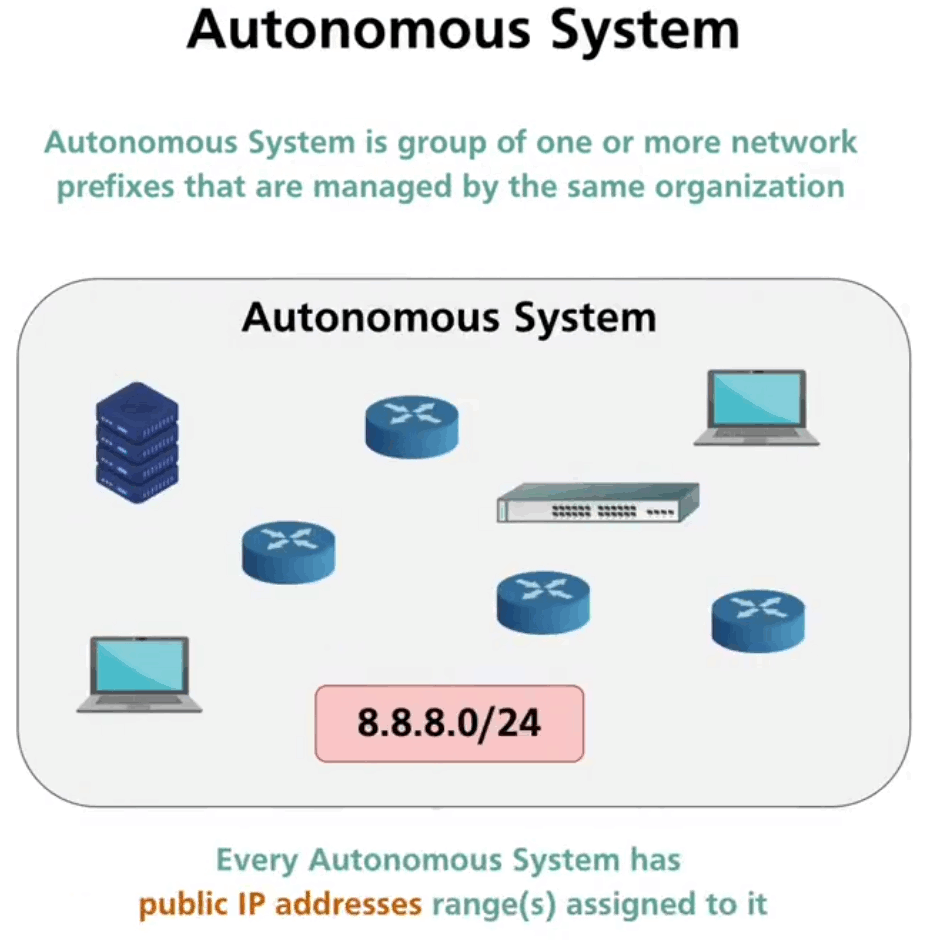 Autonomous System
Autonomous System is group of one or more network
prefixes that are managed by the same organization
Autonomous System
8.8.8.0/24
Every Autonomous System has
public IP addresses range(s) assigned to it